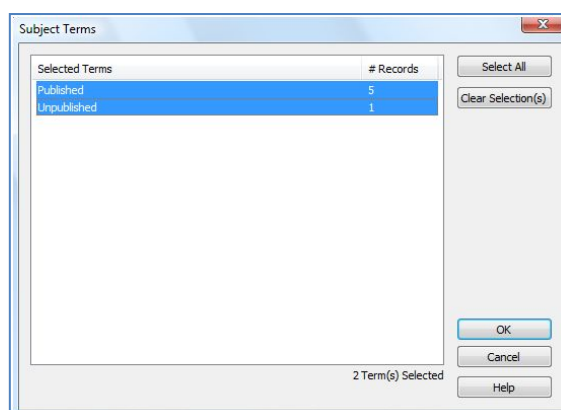 Subject Terms
Selected Terms # Records
Published 5
Unpublished 1
Select All
Clear Selection(s)
2 Term(s) Selected
OK
Cancel
Help